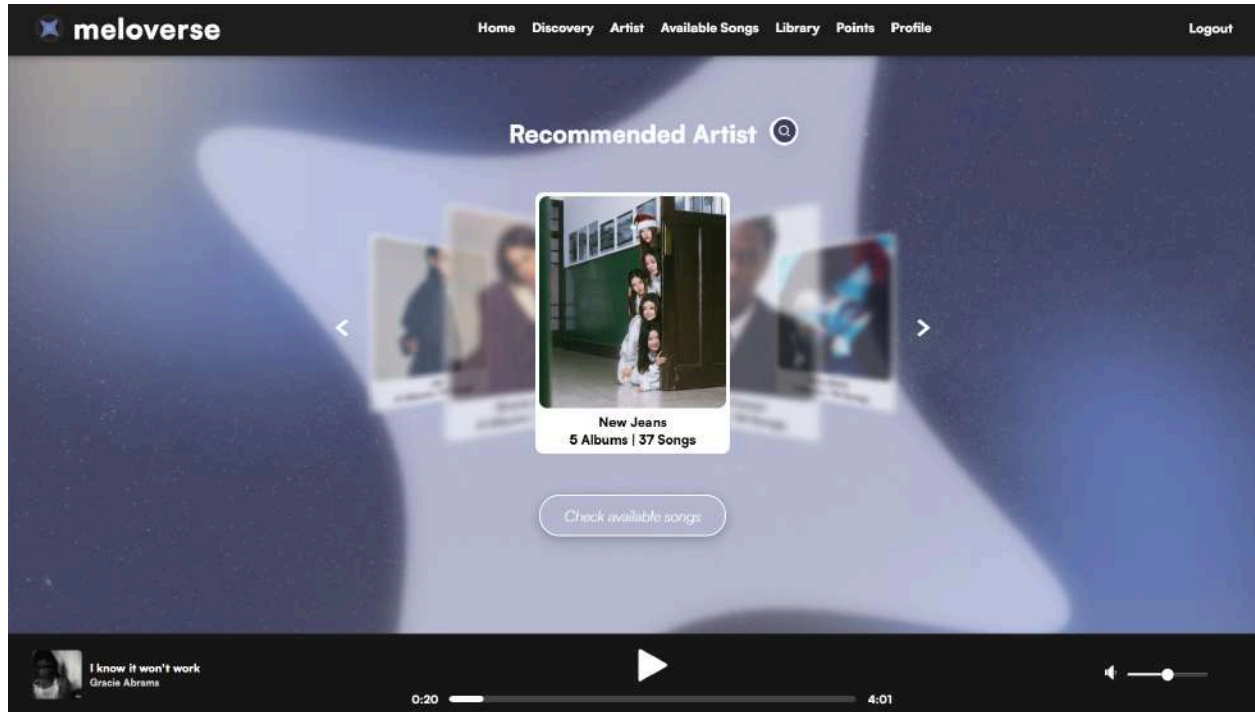 meloverse
Home Discovery Artist Available Songs Library Points Profile
Logout
Recommended Artist
New Jeans
5 Albums | 37 Songs
Check available songs
I know it won't work
Gracie Abrams
0:20
4:01